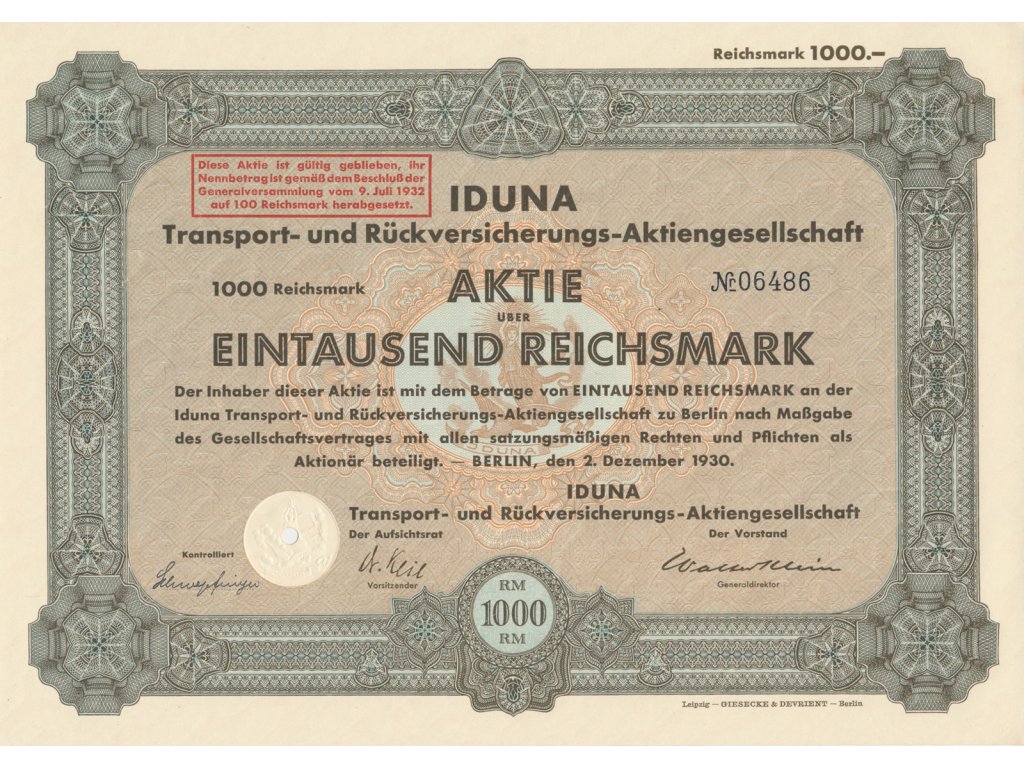 Reichsmark 1000.–
Diese Aktie ist gültig geblieben, ihr
Nennbetrag ist gemäß dem Beschluß der
Generalversammlung vom 9. Juli 1932
auf 100 Reichsmark herabgesetzt.
IDUNA
Transport- und Rückversicherungs-Aktiengesellschaft
1000 Reichsmark
AKTIE
№ 06486
ÜBER
EINTAUSEND REICHSMARK
Der Inhaber dieser Aktie ist mit dem Betrage von EINTAUSEND REICHSMARK an der
Iduna Transport- und Rückversicherungs-Aktiengesellschaft zu Berlin nach Maßgabe
des Gesellschaftsvertrages mit allen satzungsmäßigen Rechten und Pflichten als
IDUNA
Aktionär beteiligt. — BERLIN, den 2. Dezember 1930.
IDUNA
Transport- und Rückversicherungs-Aktiengesellschaft
Der Aufsichtsrat
Der Vorstand
Kontrolliert
Vorsitzender
Generaldirektor
RM
1000
RM
Leipzig — GIESECKE & DEVRIENT — Berlin